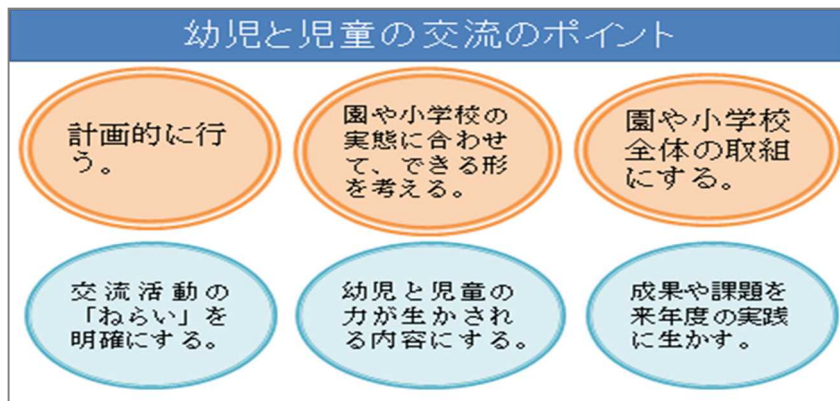 幼児と児童の交流のポイント
計画的に行
う。
園や小学校の
実態に合わせ
て、できる形
を考える。
園や小学校
全体の取組
にする。
交流活動の
「ねらい」を
明確にする。
幼児と児童の
力が生かされ
る内容にする。
成果や課題を
来年度の実践
に生かす。